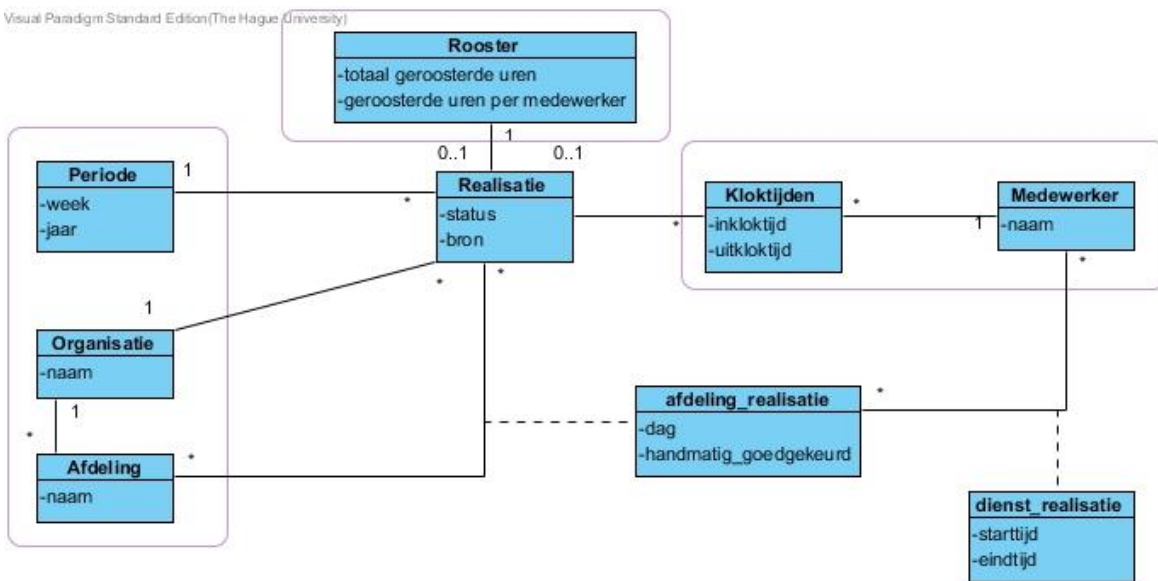 Visual Paradigm Standard Edition(The Hague University)
Rooster
-totaal geroosterde uren
-geroosterde uren per medewerker
1
0..1
0..1
Periode
-week
-jaar
1
*
Realisatie
-status
-bron
*
*
*
Kloktijden
-inkloktijd
-uitkloktijd
*
1
Medewerker
-naam
*
1
Organisatie
-naam
1
*
Afdeling
-naam
*
afdeling_realisatie
-dag
-handmatig_goedgekeurd
*
dienst_realisatie
-starttijd
-eindtijd